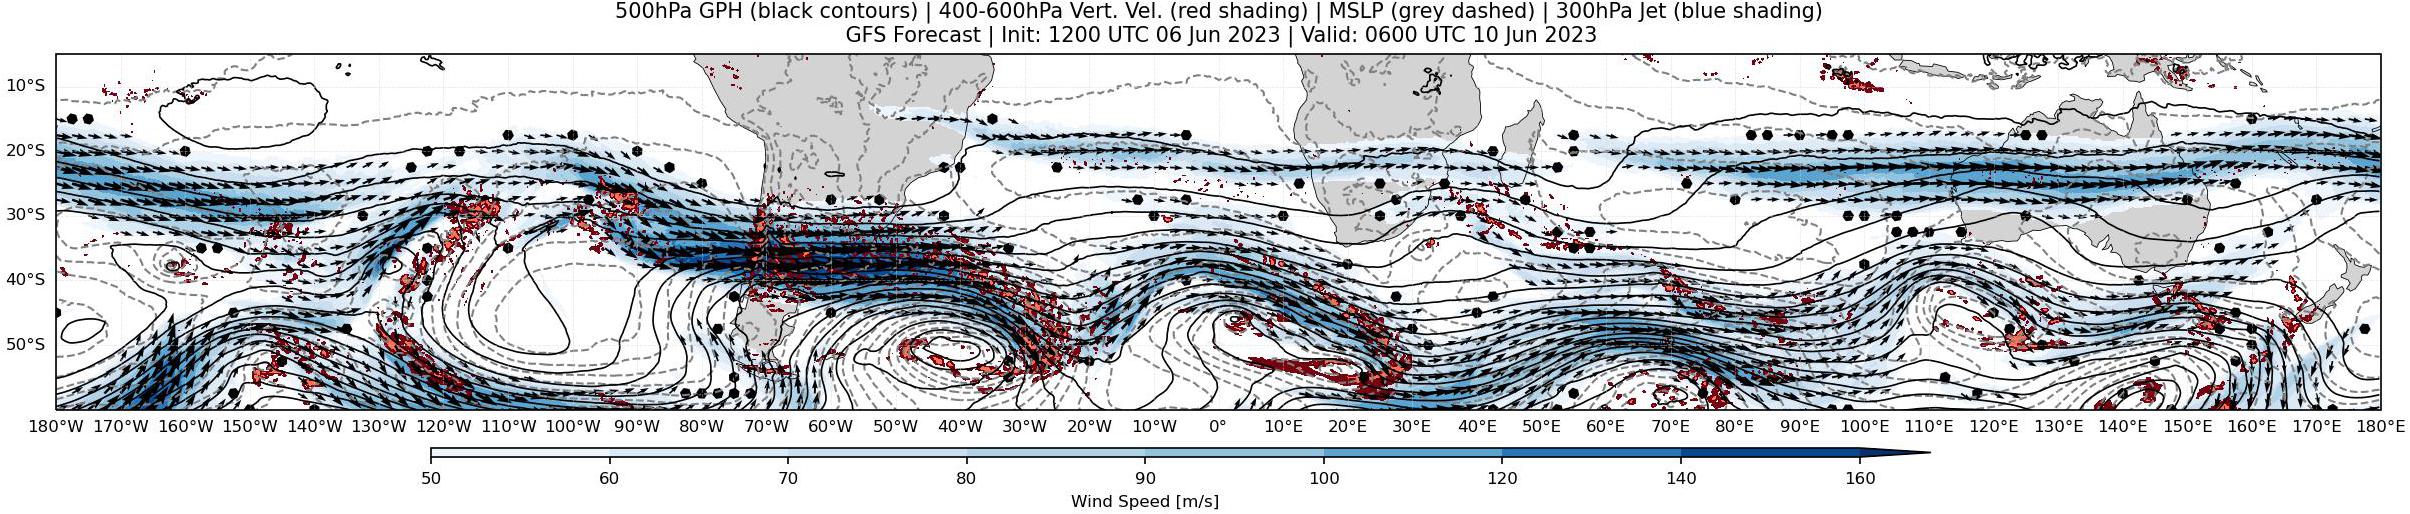 500hPa GPH (black contours) | 400-600hPa Vert. Vel. (red shading) | MSLP (grey dashed) | 300hPa Jet (blue shading)
GFS Forecast | Init: 1200 UTC 06 Jun 2023 | Valid: 0600 UTC 10 Jun 2023
10°S
20°S
30°S
40°S
50°S
180°W 170°W 160°W 150°W 140°W 130°W 120°W 110°W 100°W 90°W 80°W 70°W 60°W 50°W 40°W 30°W 20°W 10°W 0° 10°E 20°E 30°E 40°E 50°E 60°E 70°E 80°E 90°E 100°E 110°E 120°E 130°E 140°E 150°E 160°E 170°E 180°E
50 60 70 80 90 100 120 140 160
Wind Speed [m/s]